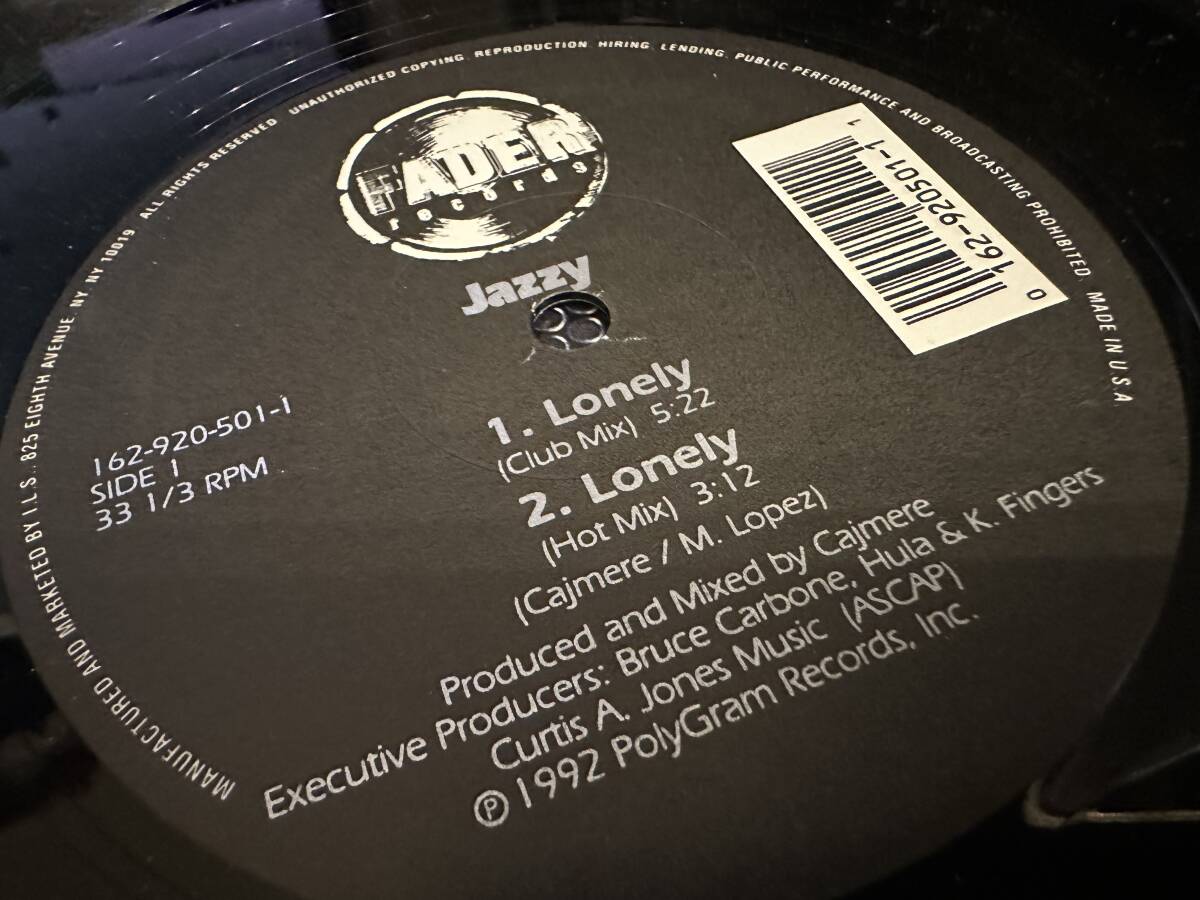 MANUFACTURED AND MARKETED BY I.L.S., 825 EIGHTH AVENUE, NY, NY 10019 ALL RIGHTS RESERVED UNAUTHORIZED COPYING, REPRODUCTION, HIRING, LENDING, PUBLIC PERFORMANCE AND BROADCASTING PROHIBITED. MADE IN U.S.A.
FADER
records
1 162-920501-1 0
Jazzy
162-920-501-1
SIDE 1
33 1/3 RPM
1. Lonely
(Club Mix) 5:22
2. Lonely
(Hot Mix) 3:12
(Cajmere / M. Lopez)
Produced and Mixed by Cajmere
Executive Producers: Bruce Carbone, Hula & K. Fingers
Curtis A. Jones Music (ASCAP)
℗ 1992 PolyGram Records, Inc.